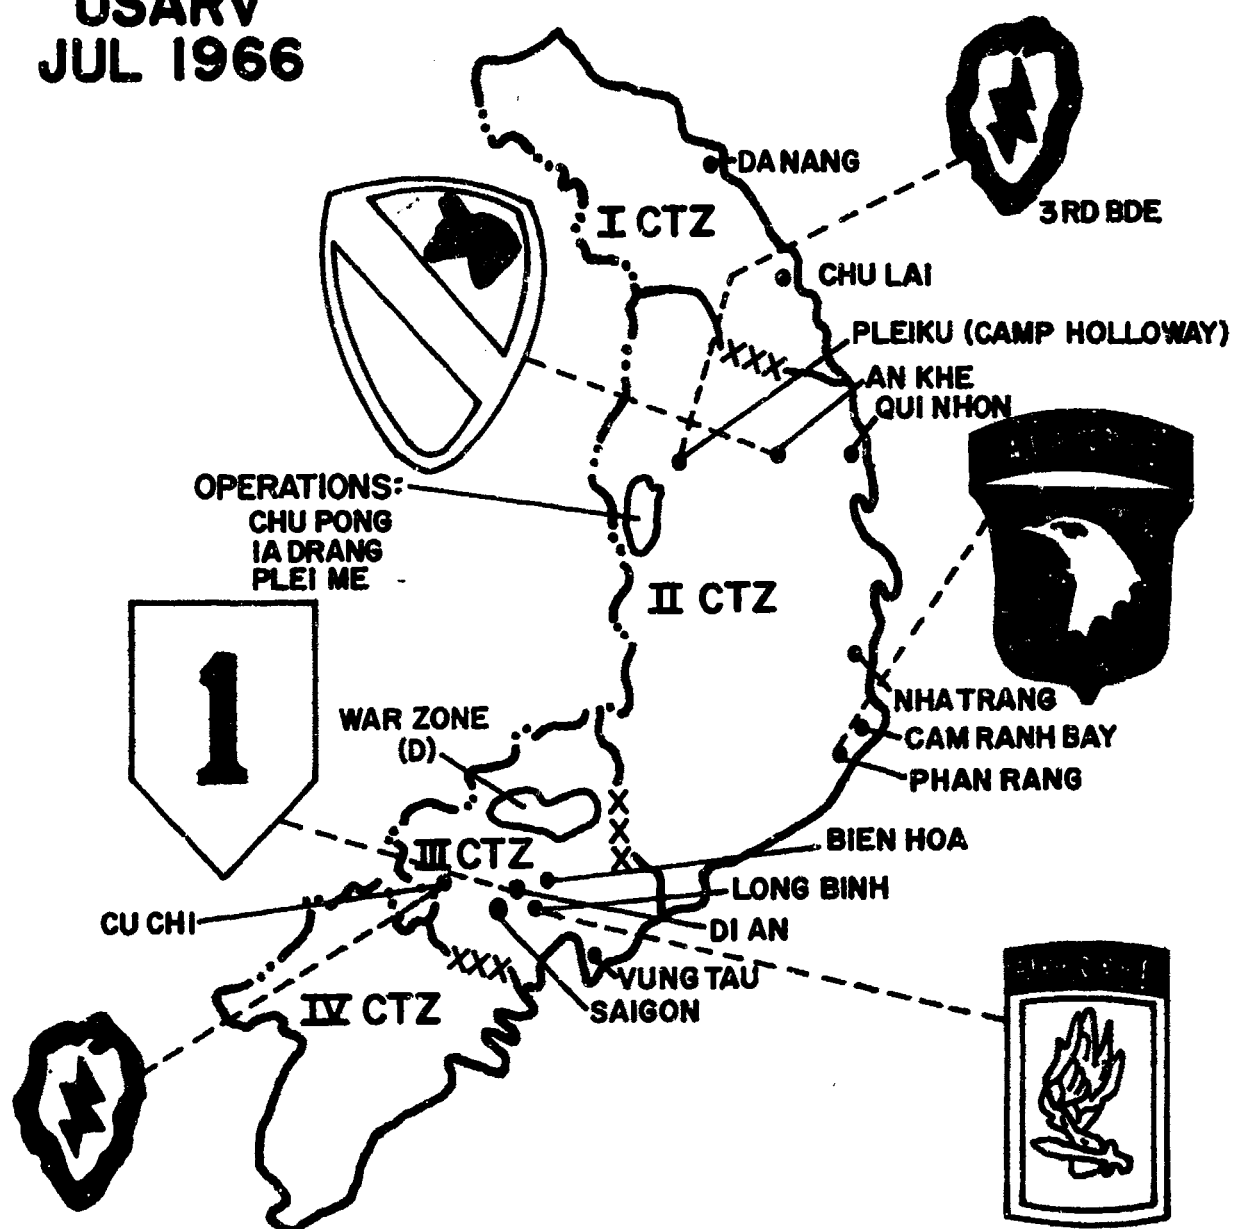 USARV
JUL 1966
DA NANG
3RD BDE
I CTZ
CHU LAI
PLEIKU (CAMP HOLLOWAY)
XXX
AN KHE
QUI NHON
OPERATIONS:
CHU PONG
IA DRANG
PLEI ME
II CTZ
1
NHA TRANG
WAR ZONE
(D)
CAM RANH BAY
PHAN RANG
X
X
X
BIEN HOA
III CTZ
LONG BINH
CU CHI
DI AN
XXX
VUNG TAU
IV CTZ
SAIGON